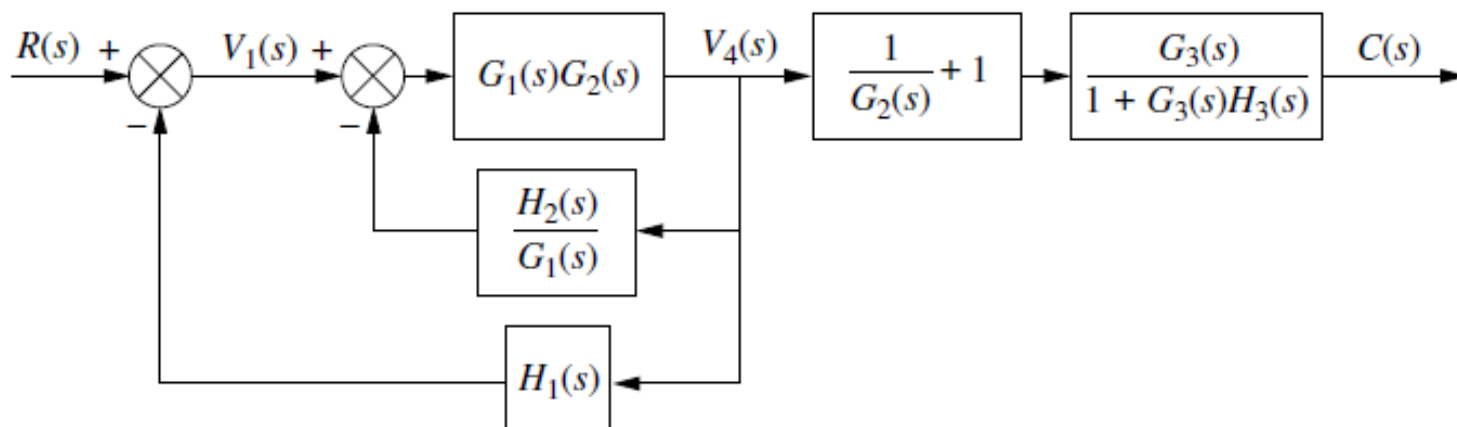 R(s) + V₁(s) + G₁(s)G₂(s) V₄(s) 1/G₂(s) + 1 G₃(s)/(1 + G₃(s)H₃(s)) C(s)
− −
H₂(s)/G₁(s)
H₁(s)